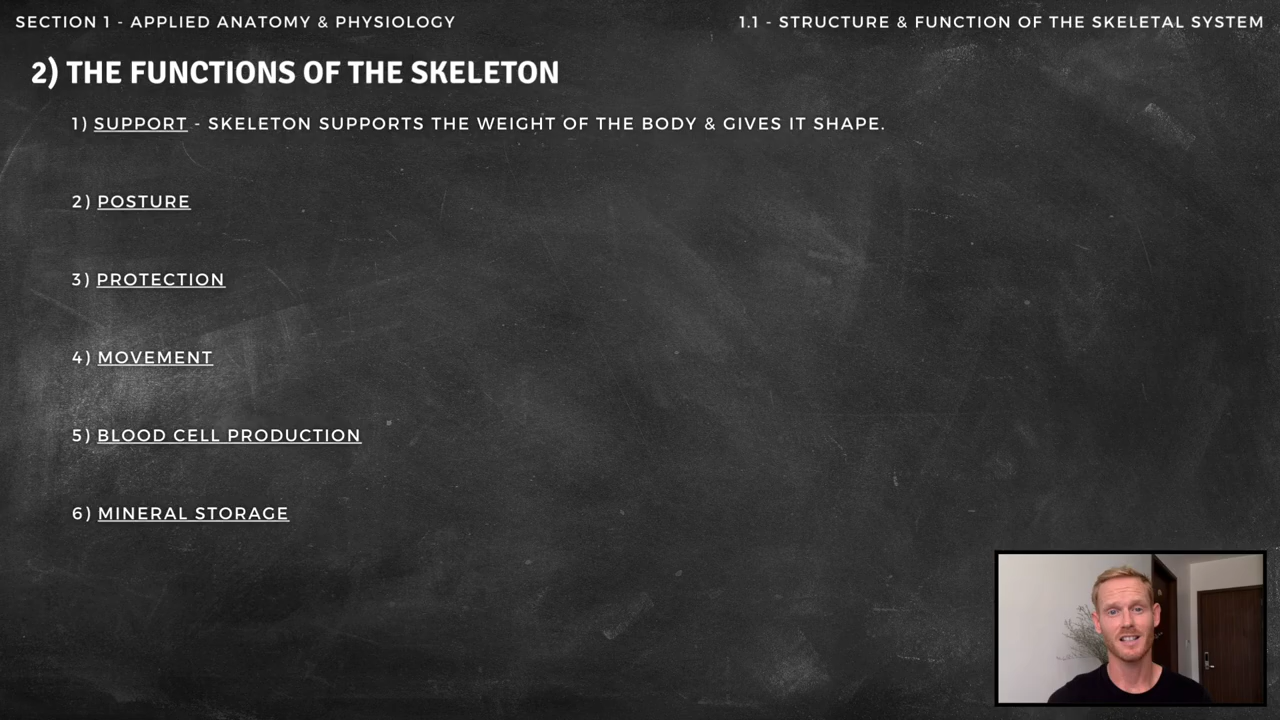 SECTION 1 - APPLIED ANATOMY & PHYSIOLOGY
1.1 - STRUCTURE & FUNCTION OF THE SKELETAL SYSTEM
2) THE FUNCTIONS OF THE SKELETON
1) SUPPORT - SKELETON SUPPORTS THE WEIGHT OF THE BODY & GIVES IT SHAPE.
2) POSTURE
3) PROTECTION
4) MOVEMENT
5) BLOOD CELL PRODUCTION
6) MINERAL STORAGE